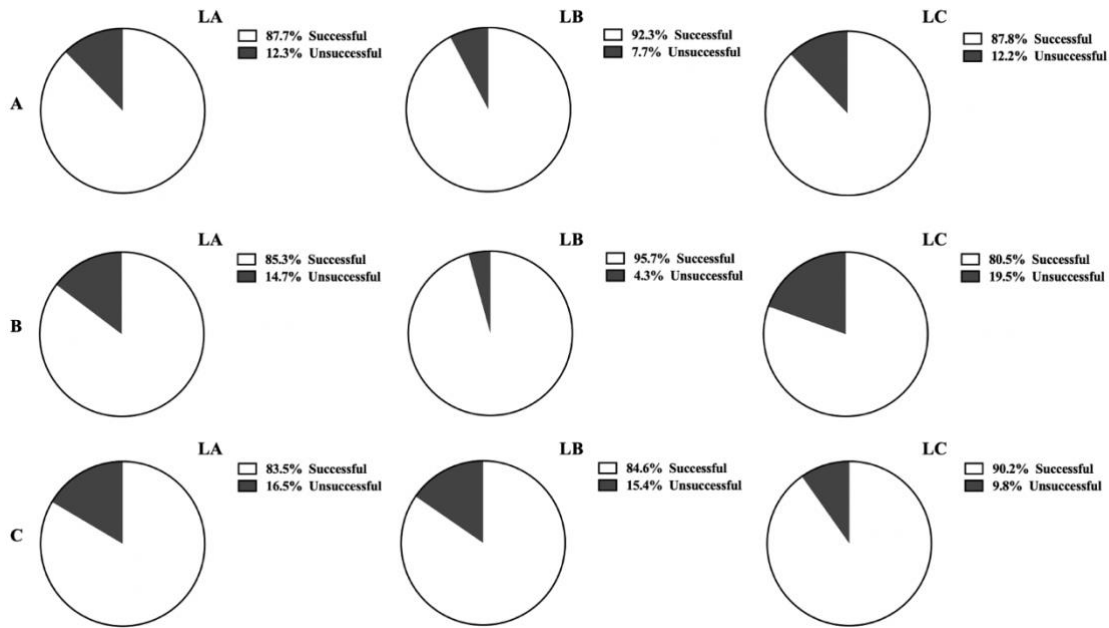 LA
87.7% Successful
12.3% Unsuccessful
LB
92.3% Successful
7.7% Unsuccessful
LC
87.8% Successful
12.2% Unsuccessful
A
LA
85.3% Successful
14.7% Unsuccessful
LB
95.7% Successful
4.3% Unsuccessful
LC
80.5% Successful
19.5% Unsuccessful
B
LA
83.5% Successful
16.5% Unsuccessful
LB
84.6% Successful
15.4% Unsuccessful
LC
90.2% Successful
9.8% Unsuccessful
C